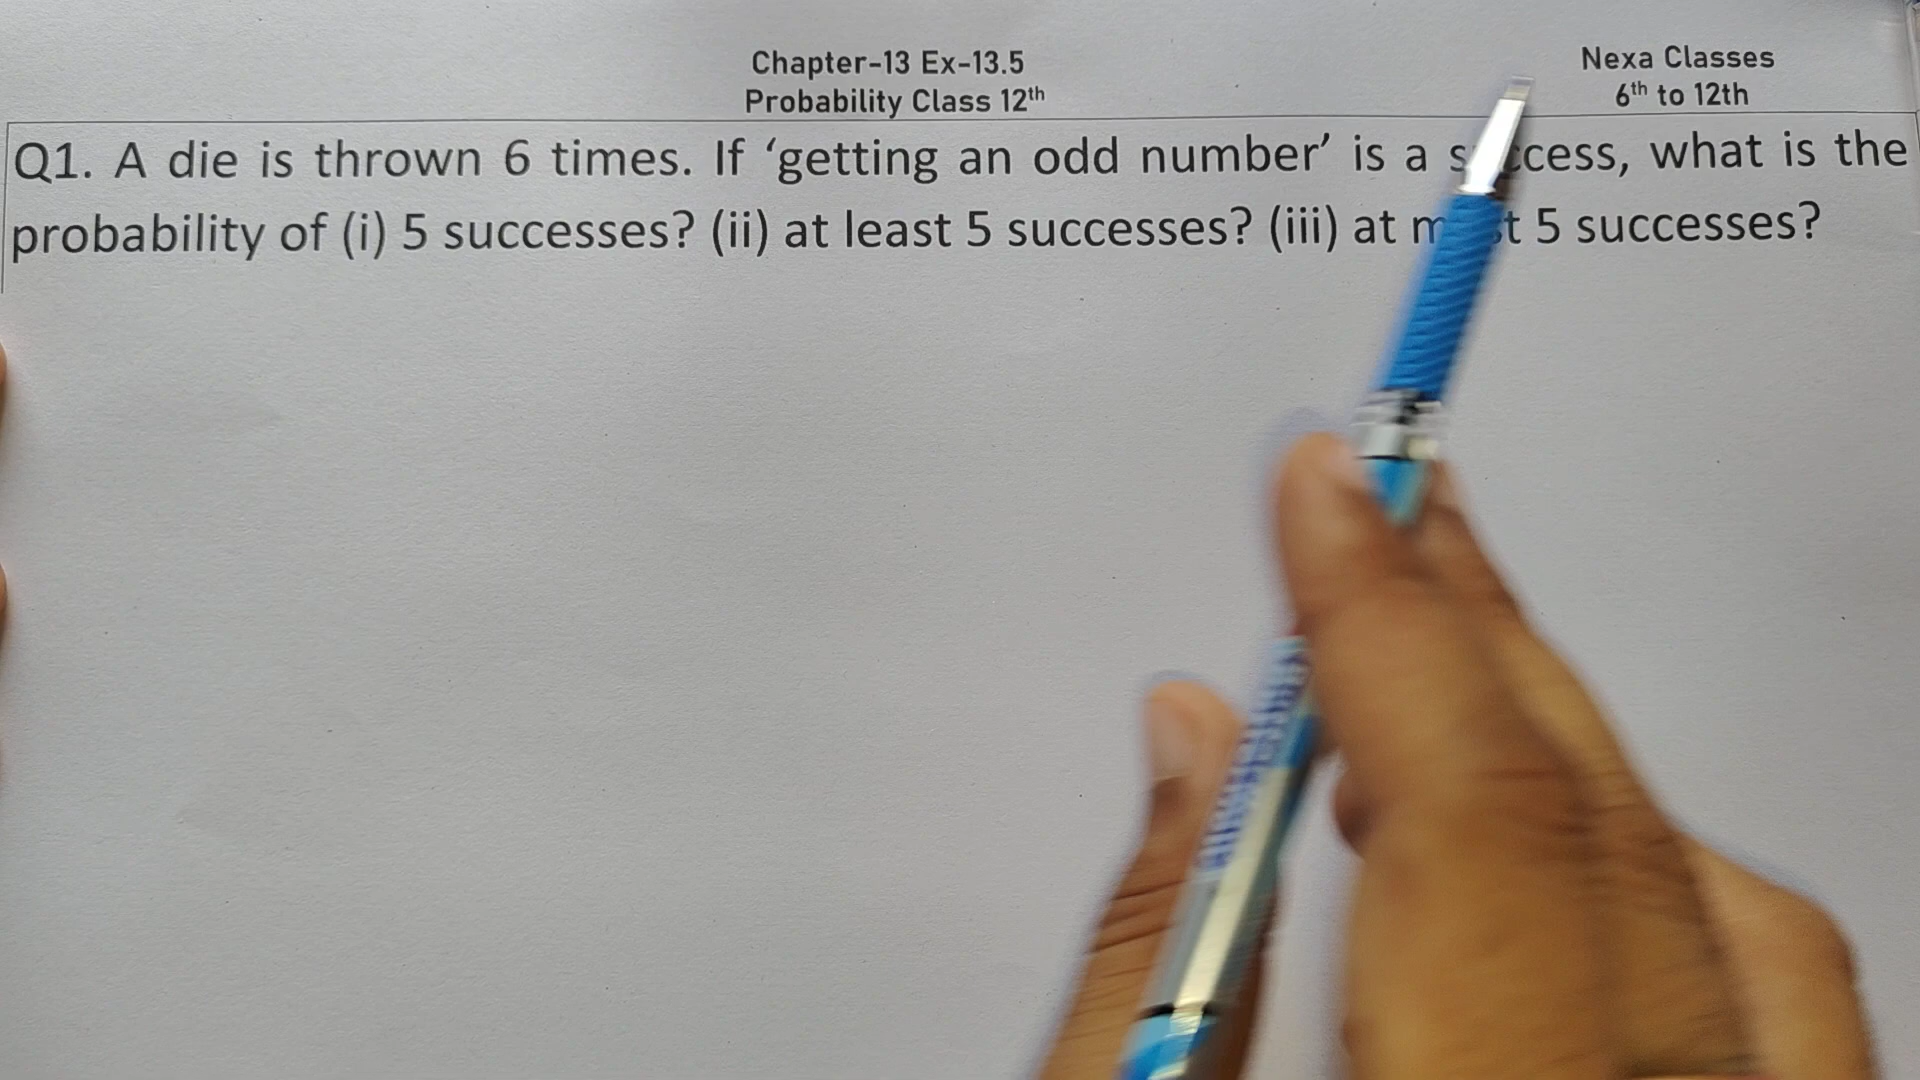 Chapter-13 Ex-13.5
Probability Class 12th
Nexa Classes
6th to 12th
Q1. A die is thrown 6 times. If ‘getting an odd number’ is a success, what is the
probability of (i) 5 successes? (ii) at least 5 successes? (iii) at most 5 successes?